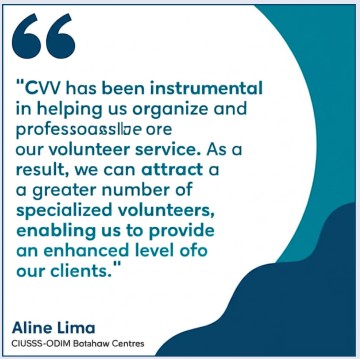 "CVV has been instrumental
in helping us organize and
ore
our volunteer service. As a
result, we can attract a
a greater number of
specialized volunteers,
enabling us to provide
an enhanced level ofo
our clients."
Aline Lima
CIUSSS-ODIM Botahaw Centres